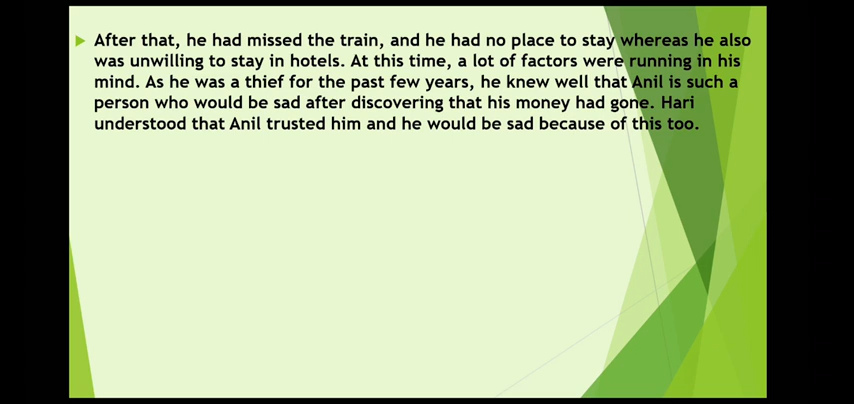 After that, he had missed the train, and he had no place to stay whereas he also
was unwilling to stay in hotels. At this time, a lot of factors were running in his
mind. As he was a thief for the past few years, he knew well that Anil is such a
person who would be sad after discovering that his money had gone. Hari
understood that Anil trusted him and he would be sad because of this too.